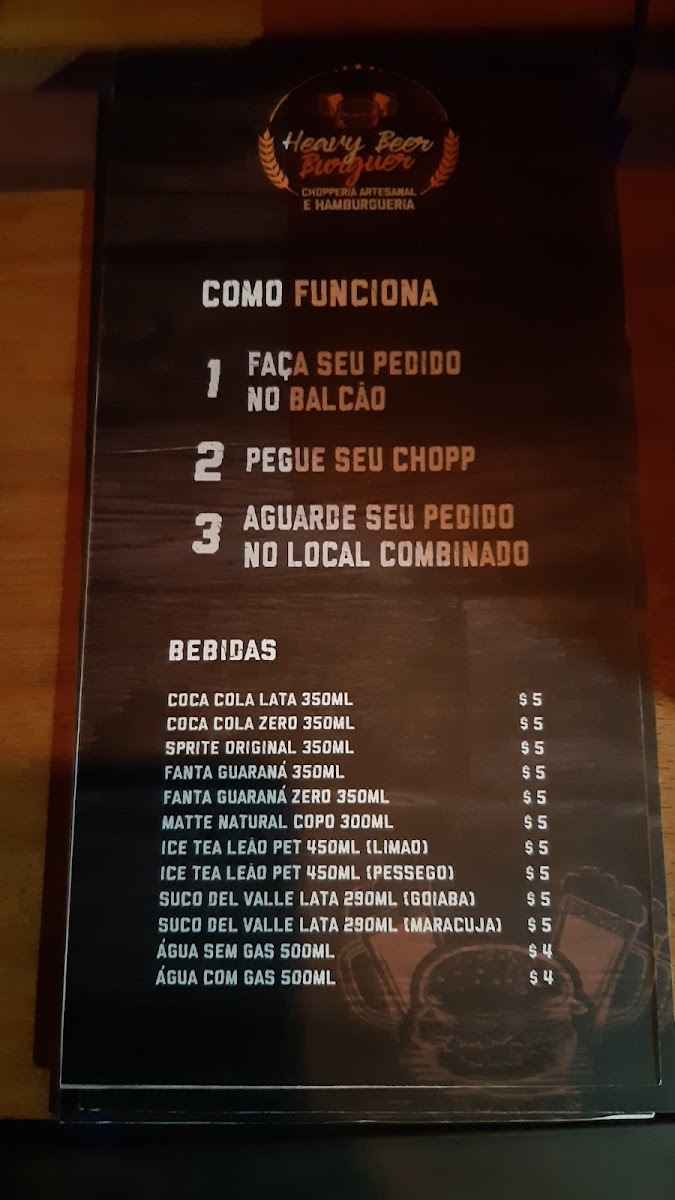 Heavy Beer
Burguer
CHOPPERIA ARTESANAL
E HAMBURGUERIA
COMO FUNCIONA
1 FAÇA SEU PEDIDO
NO BALCÃO
2 PEGUE SEU CHOPP
3 AGUARDE SEU PEDIDO
NO LOCAL COMBINADO
BEBIDAS
COCA COLA LATA 350ML $ 5
COCA COLA ZERO 350ML $ 5
SPRITE ORIGINAL 350ML $ 5
FANTA GUARANÁ 350ML $ 5
FANTA GUARANÁ ZERO 350ML $ 5
MATTE NATURAL COPO 300ML $ 5
ICE TEA LEÃO PET 450ML (LIMAO) $ 5
ICE TEA LEÃO PET 450ML (PESSEGO) $ 5
SUCO DEL VALLE LATA 290ML (GOIABA) $ 5
SUCO DEL VALLE LATA 290ML (MARACUJA) $ 5
ÁGUA SEM GAS 500ML $ 4
ÁGUA COM GAS 500ML $ 4